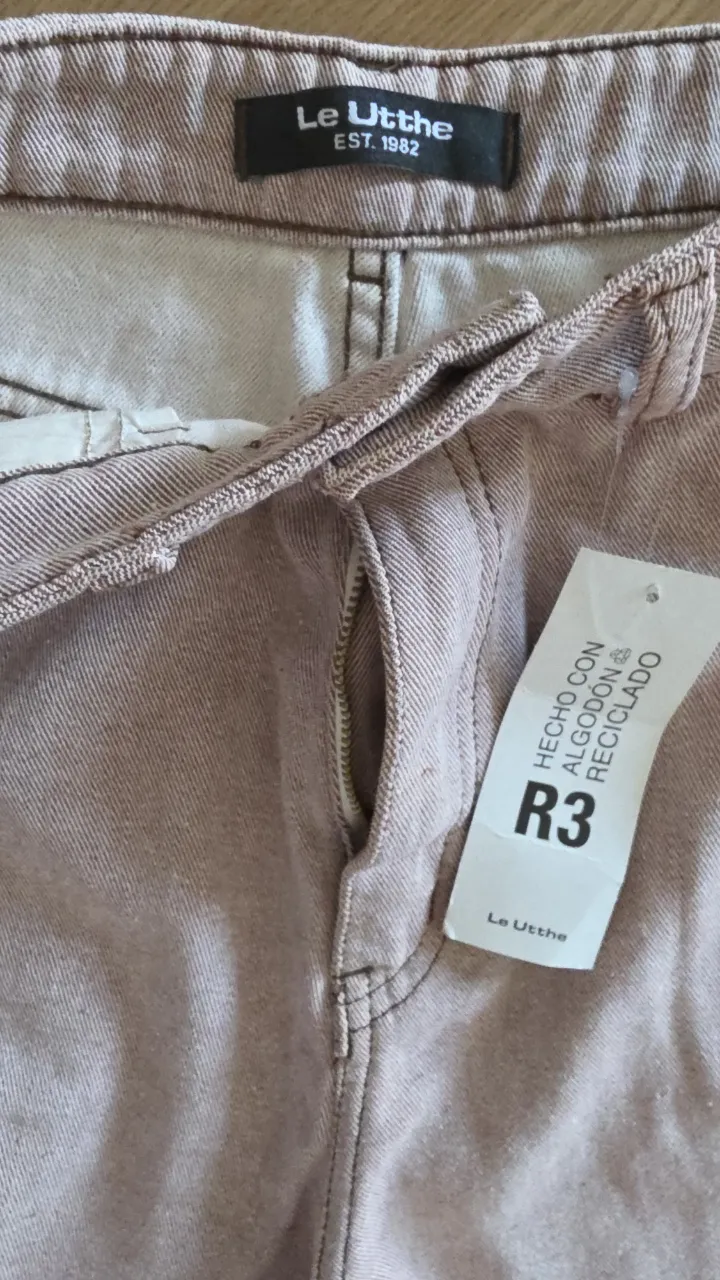 Le Utthe
EST. 1982
HECHO CON
ALGODÓN
RECICLADO
R3
Le Utthe